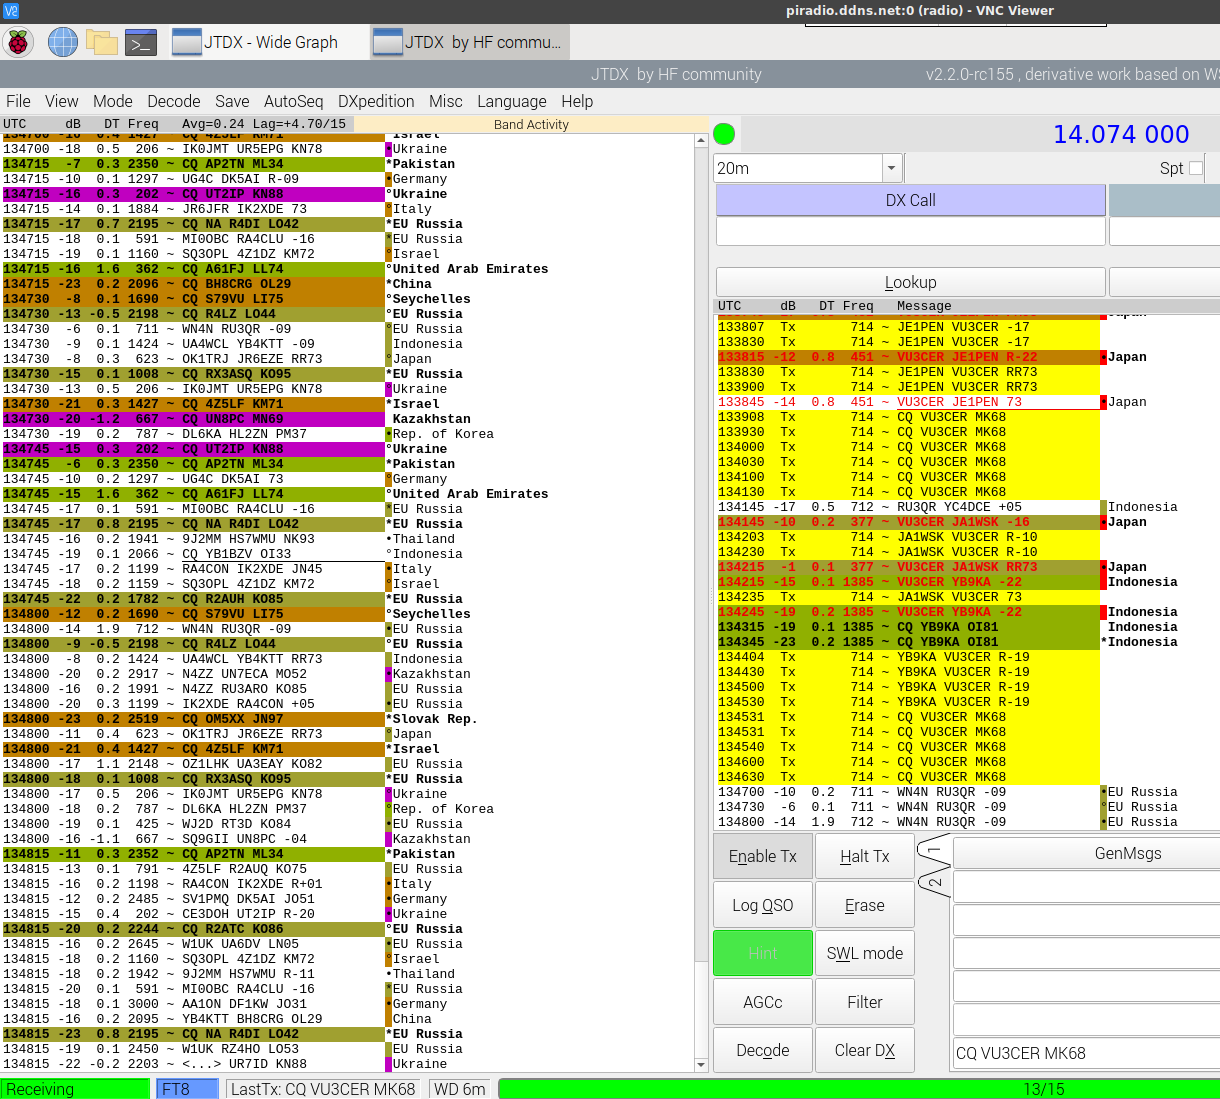 piradio.ddns.net:0 (radio) - VNC Viewer
JTDX - Wide Graph
JTDX  by HF commu...
JTDX  by HF community
v2.2.0-rc155 , derivative work based on WS
File View Mode Decode Save AutoSeq DXpedition Misc Language Help
UTC dB DT Freq Avg=0.24 Lag=+4.70/15
Band Activity
134700 -16 0.4 1427 ~ CQ 4Z5LF KM71 *Israel
134700 -18 0.5 206 ~ IK0JMT UR5EPG KN78 •Ukraine
134715 -7 0.3 2350 ~ CQ AP2TN ML34 *Pakistan
134715 -10 0.1 1297 ~ UG4C DK5AI R-09 •Germany
134715 -16 0.3 202 ~ CQ UT2IP KN88 °Ukraine
134715 -14 0.1 1884 ~ JR6JFR IK2XDE 73 °Italy
134715 -17 0.7 2195 ~ CQ NA R4DI LO42 *EU Russia
134715 -18 0.1 591 ~ MI0OBC RA4CLU -16 *EU Russia
134715 -19 0.1 1160 ~ SQ3OPL 4Z1DZ KM72 °Israel
134715 -16 1.6 362 ~ CQ A61FJ LL74 °United Arab Emirates
134715 -23 0.2 2096 ~ CQ BH8CRG OL29 *China
134730 -8 0.1 1690 ~ CQ S79VU LI75 °Seychelles
134730 -13 -0.5 2198 ~ CQ R4LZ LO44 °EU Russia
134730 -6 0.1 711 ~ WN4N RU3QR -09 °EU Russia
134730 -9 0.1 1424 ~ UA4WCL YB4KTT -09 Indonesia
134730 -8 0.3 623 ~ OK1TRJ JR6EZE RR73 °Japan
134730 -15 0.1 1008 ~ CQ RX3ASQ KO95 *EU Russia
134730 -13 0.5 206 ~ IK0JMT UR5EPG KN78 °Ukraine
134730 -21 0.3 1427 ~ CQ 4Z5LF KM71 *Israel
134730 -20 -1.2 667 ~ CQ UN8PC MN69 Kazakhstan
134730 -19 0.2 787 ~ DL6KA HL2ZN PM37 •Rep. of Korea
134745 -15 0.3 202 ~ CQ UT2IP KN88 °Ukraine
134745 -6 0.3 2350 ~ CQ AP2TN ML34 *Pakistan
134745 -10 0.2 1297 ~ UG4C DK5AI 73 °Germany
134745 -15 1.6 362 ~ CQ A61FJ LL74 °United Arab Emirates
134745 -17 0.1 591 ~ MI0OBC RA4CLU -16 *EU Russia
134745 -17 0.8 2195 ~ CQ NA R4DI LO42 *EU Russia
134745 -16 0.2 1941 ~ 9J2MM HS7WMU NK93 •Thailand
134745 -19 0.1 2066 ~ CQ YB1BZV OI33 °Indonesia
134745 -17 0.2 1199 ~ RA4CON IK2XDE JN45 •Italy
134745 -18 0.2 1159 ~ SQ3OPL 4Z1DZ KM72 °Israel
134745 -22 0.2 1782 ~ CQ R2AUH KO85 *EU Russia
134800 -12 0.2 1690 ~ CQ S79VU LI75 °Seychelles
134800 -14 1.9 712 ~ WN4N RU3QR -09 •EU Russia
134800 -9 -0.5 2198 ~ CQ R4LZ LO44 °EU Russia
134800 -8 0.2 1424 ~ UA4WCL YB4KTT RR73 Indonesia
134800 -20 0.2 2917 ~ N4ZZ UN7ECA MO52 •Kazakhstan
134800 -16 0.2 1991 ~ N4ZZ RU3ARO KO85 EU Russia
134800 -20 0.3 1199 ~ IK2XDE RA4CON +05 •EU Russia
134800 -23 0.2 2519 ~ CQ OM5XX JN97 *Slovak Rep.
134800 -11 0.4 623 ~ OK1TRJ JR6EZE RR73 °Japan
134800 -21 0.4 1427 ~ CQ 4Z5LF KM71 *Israel
134800 -17 1.1 2148 ~ OZ1LHK UA3EAY KO82 EU Russia
134800 -18 0.1 1008 ~ CQ RX3ASQ KO95 *EU Russia
134800 -17 0.5 206 ~ IK0JMT UR5EPG KN78 °Ukraine
134800 -18 0.2 787 ~ DL6KA HL2ZN PM37 °Rep. of Korea
134800 -19 0.1 425 ~ WJ2D RT3D KO84 •EU Russia
134800 -16 -1.1 667 ~ SQ9GII UN8PC -04 Kazakhstan
134815 -11 0.3 2352 ~ CQ AP2TN ML34 *Pakistan
134815 -13 0.1 791 ~ 4Z5LF R2AUQ KO75 EU Russia
134815 -16 0.2 1198 ~ RA4CON IK2XDE R+01 •Italy
134815 -12 0.2 2485 ~ SV1PMQ DK5AI JO51 •Germany
134815 -15 0.4 202 ~ CE3DOH UT2IP R-20 •Ukraine
134815 -20 0.2 2244 ~ CQ R2ATC KO86 °EU Russia
134815 -16 0.2 2645 ~ W1UK UA6DV LN05 •EU Russia
134815 -18 0.2 1160 ~ SQ3OPL 4Z1DZ KM72 °Israel
134815 -18 0.2 1942 ~ 9J2MM HS7WMU R-11 •Thailand
134815 -20 0.1 591 ~ MI0OBC RA4CLU -16 *EU Russia
134815 -18 0.1 3000 ~ AA1ON DF1KW JO31 •Germany
134815 -16 0.2 2095 ~ YB4KTT BH8CRG OL29 China
134815 -23 0.8 2195 ~ CQ NA R4DI LO42 *EU Russia
134815 -19 0.1 2450 ~ W1UK RZ4HO LO53 EU Russia
134815 -22 -0.2 2203 ~ <...> UR7ID KN88 Ukraine
14.074 000
20m
Spt
DX Call
Lookup
UTC dB DT Freq Message
Japan
133807 Tx 714 ~ JE1PEN VU3CER -17
133830 Tx 714 ~ JE1PEN VU3CER -17
133815 -12 0.8 451 ~ VU3CER JE1PEN R-22 •Japan
133830 Tx 714 ~ JE1PEN VU3CER RR73
133900 Tx 714 ~ JE1PEN VU3CER RR73
133845 -14 0.8 451 ~ VU3CER JE1PEN 73 •Japan
133908 Tx 714 ~ CQ VU3CER MK68
133930 Tx 714 ~ CQ VU3CER MK68
134000 Tx 714 ~ CQ VU3CER MK68
134030 Tx 714 ~ CQ VU3CER MK68
134100 Tx 714 ~ CQ VU3CER MK68
134130 Tx 714 ~ CQ VU3CER MK68
134145 -17 0.5 712 ~ RU3QR YC4DCE +05 Indonesia
134145 -10 0.2 377 ~ VU3CER JA1WSK -16 •Japan
134203 Tx 714 ~ JA1WSK VU3CER R-10
134230 Tx 714 ~ JA1WSK VU3CER R-10
134215 -1 0.1 377 ~ VU3CER JA1WSK RR73 •Japan
134215 -15 0.1 1385 ~ VU3CER YB9KA -22 Indonesia
134235 Tx 714 ~ JA1WSK VU3CER 73
134245 -19 0.2 1385 ~ VU3CER YB9KA -22 Indonesia
134315 -19 0.1 1385 ~ CQ YB9KA OI81 Indonesia
134345 -23 0.2 1385 ~ CQ YB9KA OI81 *Indonesia
134404 Tx 714 ~ YB9KA VU3CER R-19
134430 Tx 714 ~ YB9KA VU3CER R-19
134500 Tx 714 ~ YB9KA VU3CER R-19
134530 Tx 714 ~ YB9KA VU3CER R-19
134531 Tx 714 ~ CQ VU3CER MK68
134531 Tx 714 ~ CQ VU3CER MK68
134540 Tx 714 ~ CQ VU3CER MK68
134600 Tx 714 ~ CQ VU3CER MK68
134630 Tx 714 ~ CQ VU3CER MK68
134700 -10 0.2 711 ~ WN4N RU3QR -09 •EU Russia
134730 -6 0.1 711 ~ WN4N RU3QR -09 °EU Russia
134800 -14 1.9 712 ~ WN4N RU3QR -09 •EU Russia
Enable Tx Halt Tx
Log QSO Erase
Hint SWL mode
AGCc Filter
Decode Clear DX
1
2
GenMsgs
CQ VU3CER MK68
Receiving FT8 LastTx: CQ VU3CER MK68 WD 6m 13/15